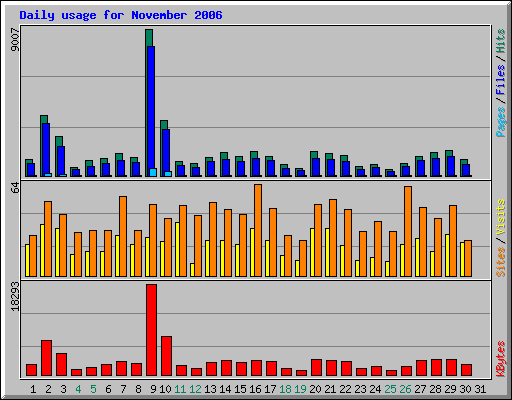 Daily usage for November 2006
9007
64
18293
Pages/Files/Hits
Sites/Visits
KBytes
1 2 3 4 5 6 7 8 9 10 11 12 13 14 15 16 17 18 19 20 21 22 23 24 25 26 27 28 29 30 31